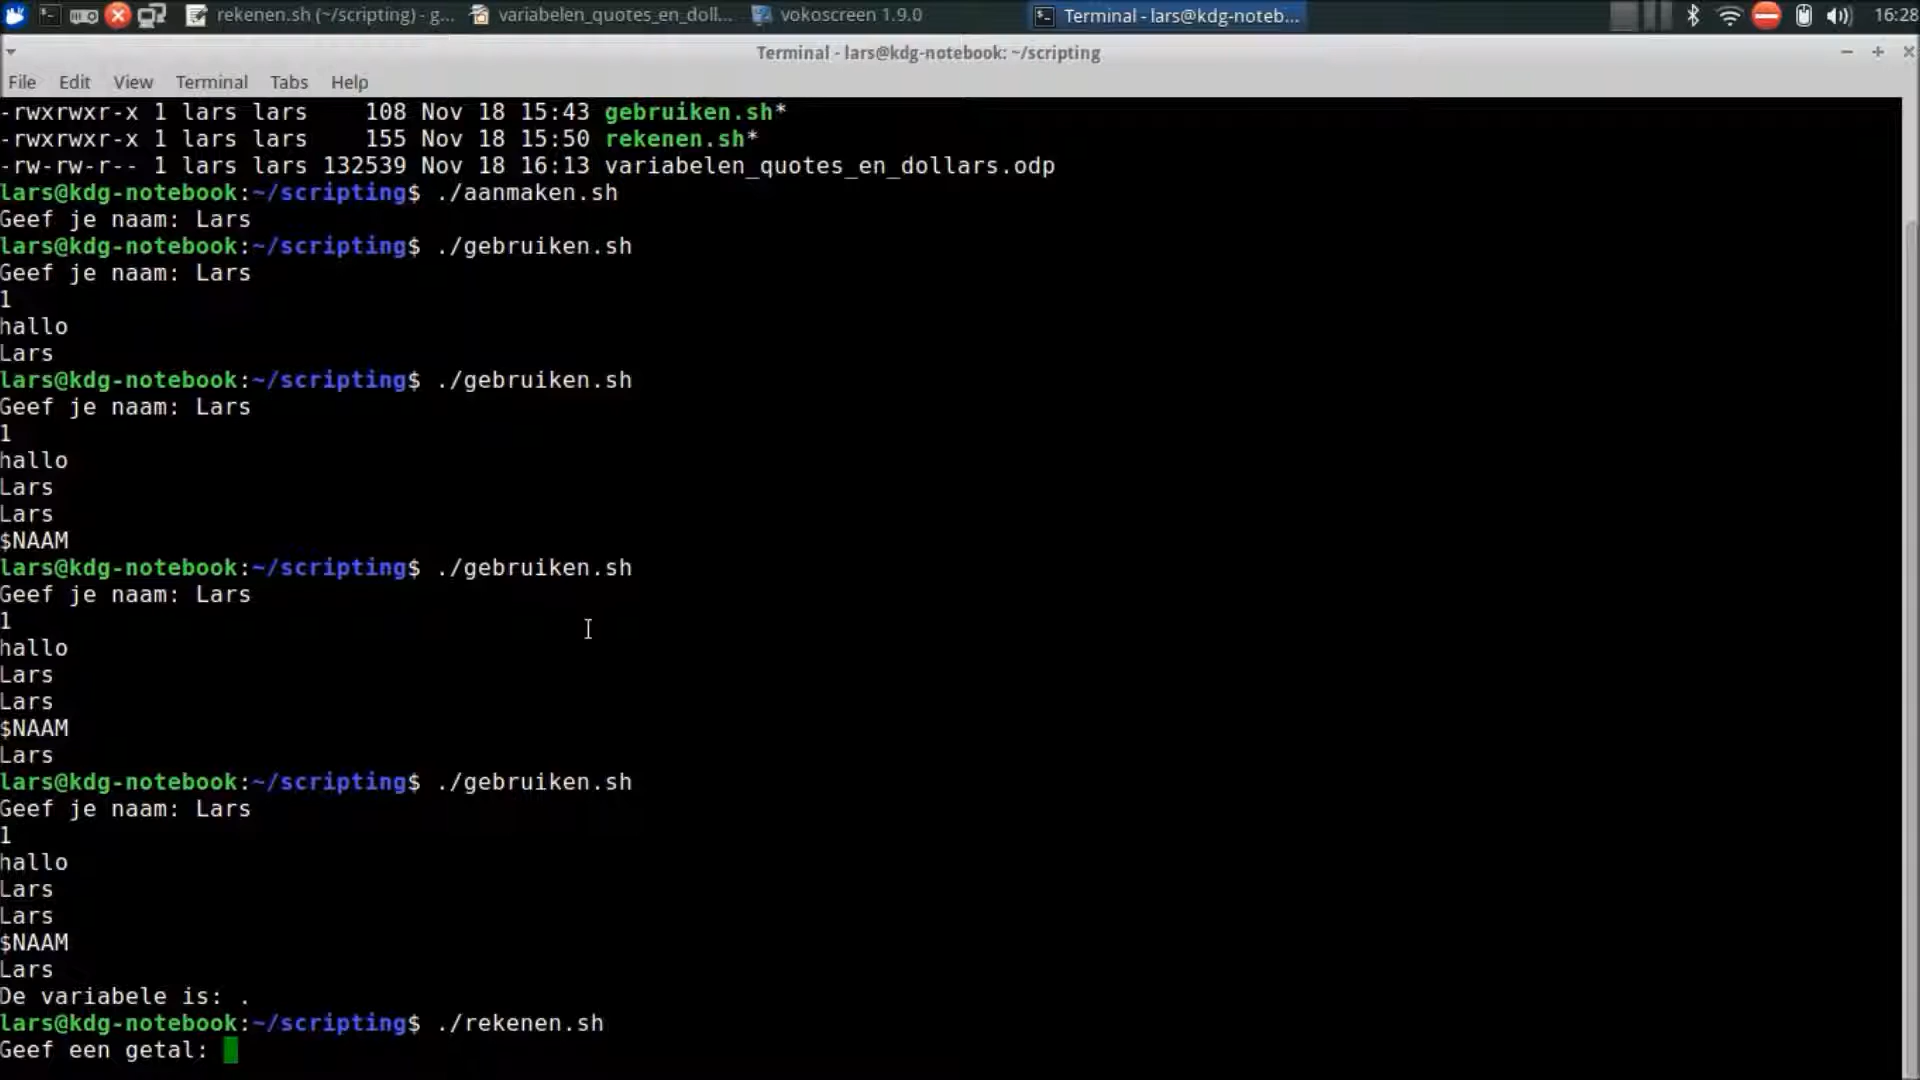 rekenen.sh (~/scripting) - g...
variabelen_quotes_en_doll...
vokoscreen 1.9.0
Terminal - lars@kdg-noteb...
16:28
Terminal - lars@kdg-notebook: ~/scripting
File Edit View Terminal Tabs Help
-rwxrwxr-x 1 lars lars    108 Nov 18 15:43 gebruiken.sh*
-rwxrwxr-x 1 lars lars    155 Nov 18 15:50 rekenen.sh*
-rw-rw-r-- 1 lars lars 132539 Nov 18 16:13 variabelen_quotes_en_dollars.odp
lars@kdg-notebook:~/scripting$ ./aanmaken.sh
Geef je naam: Lars
lars@kdg-notebook:~/scripting$ ./gebruiken.sh
Geef je naam: Lars
1
hallo
Lars
lars@kdg-notebook:~/scripting$ ./gebruiken.sh
Geef je naam: Lars
1
hallo
Lars
Lars
$NAAM
lars@kdg-notebook:~/scripting$ ./gebruiken.sh
Geef je naam: Lars
1
hallo
Lars
Lars
$NAAM
Lars
lars@kdg-notebook:~/scripting$ ./gebruiken.sh
Geef je naam: Lars
1
hallo
Lars
Lars
$NAAM
Lars
De variabele is: .
lars@kdg-notebook:~/scripting$ ./rekenen.sh
Geef een getal: